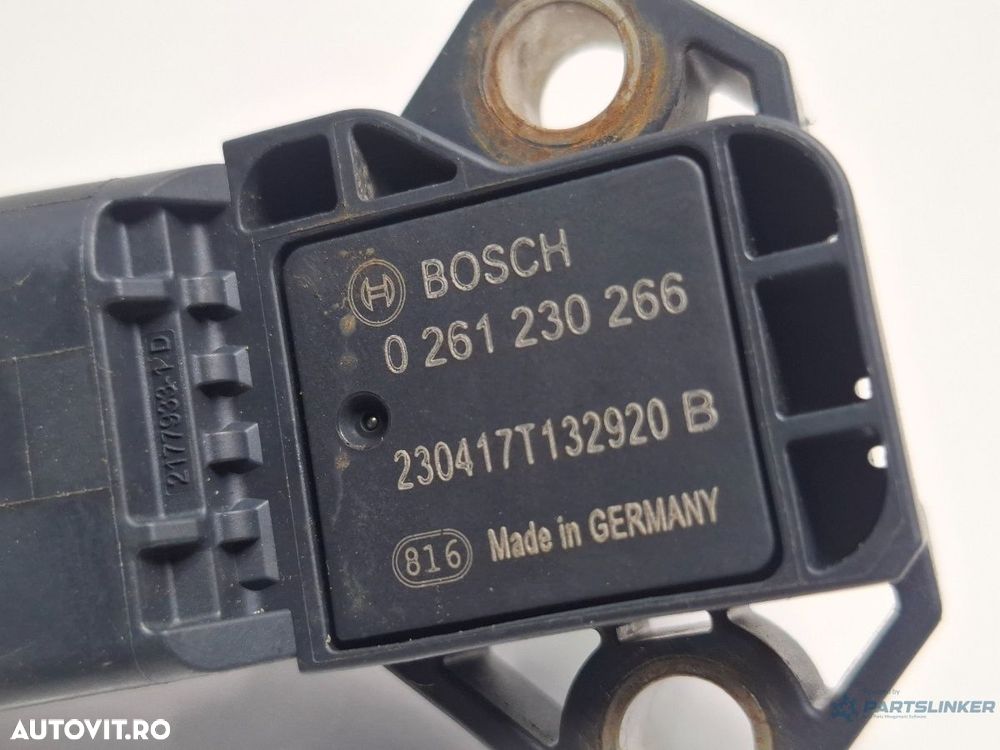 BOSCH
0 261 230 266
230417T132920 B
816 Made in GERMANY
2177933-1 D
AUTOVIT.RO
PARTSLINKER